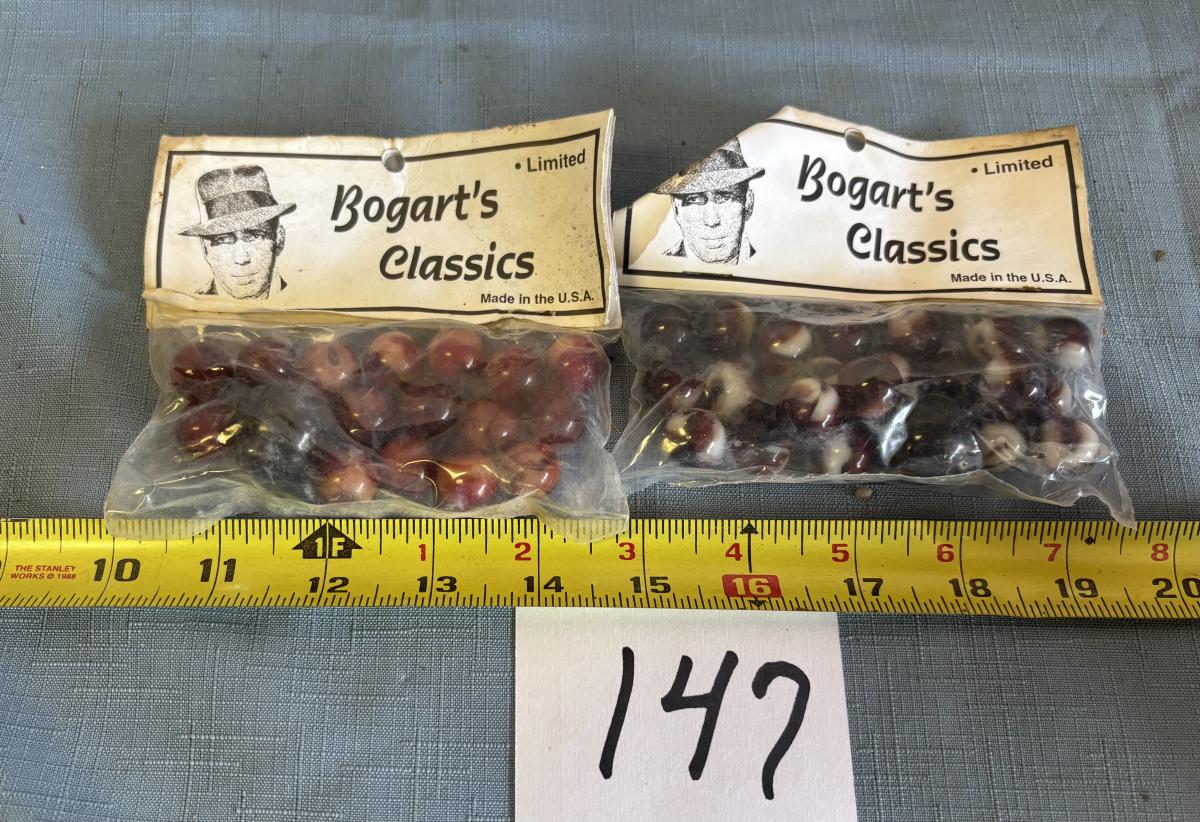 • Limited
Bogart's
Classics
Made in the U.S.A.
• Limited
Bogart's
Classics
Made in the U.S.A.
1F 1 2 3 4 5 6 7 8
THE STANLEY
WORKS © 1988
10 11 12 13 14 15 16 17 18 19 20
147